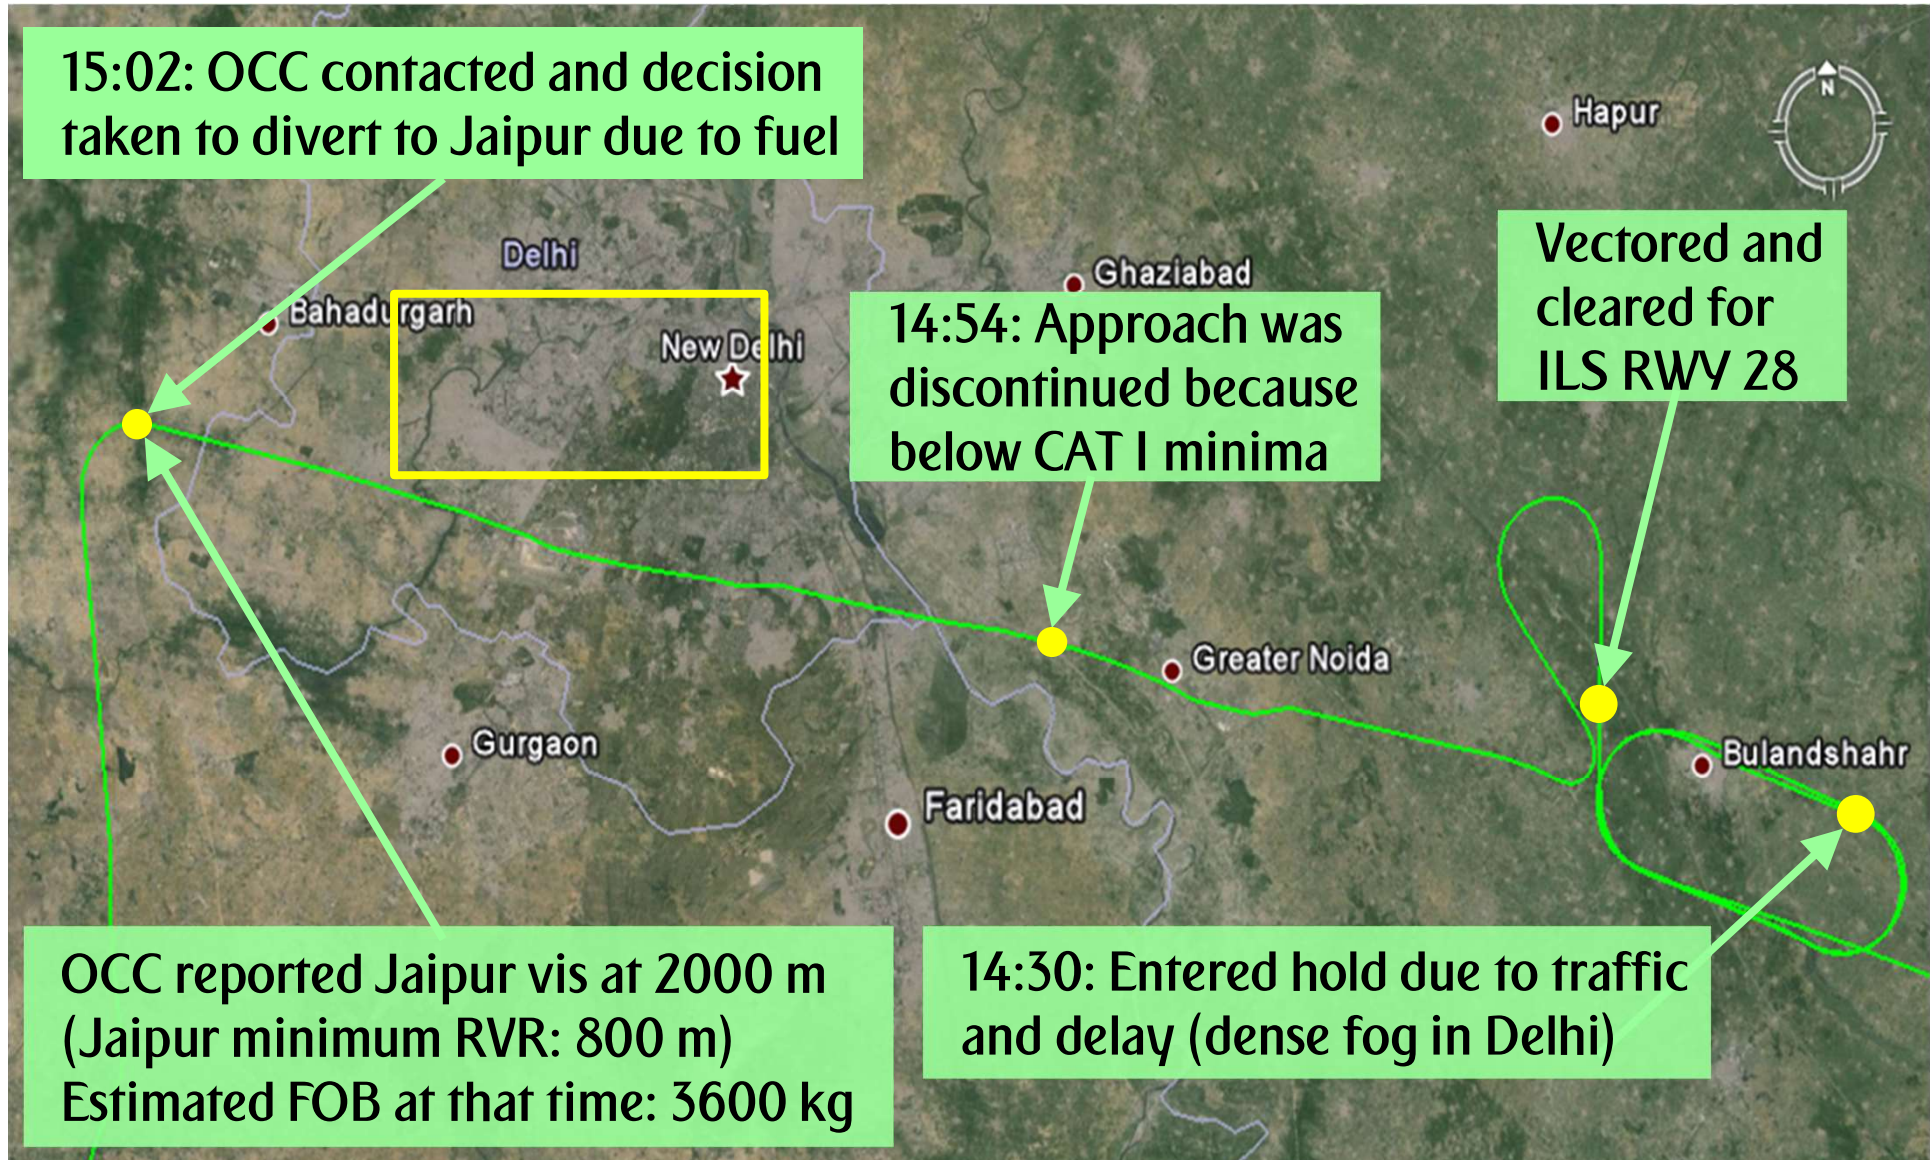 15:02: OCC contacted and decision
taken to divert to Jaipur due to fuel
N
Hapur
Vectored and
cleared for
ILS RWY 28
Delhi
Ghaziabad
Bahadurgarh
New Delhi
14:54: Approach was
discontinued because
below CAT I minima
Greater Noida
Gurgaon
Bulandshahr
Faridabad
OCC reported Jaipur vis at 2000 m
(Jaipur minimum RVR: 800 m)
Estimated FOB at that time: 3600 kg
14:30: Entered hold due to traffic
and delay (dense fog in Delhi)